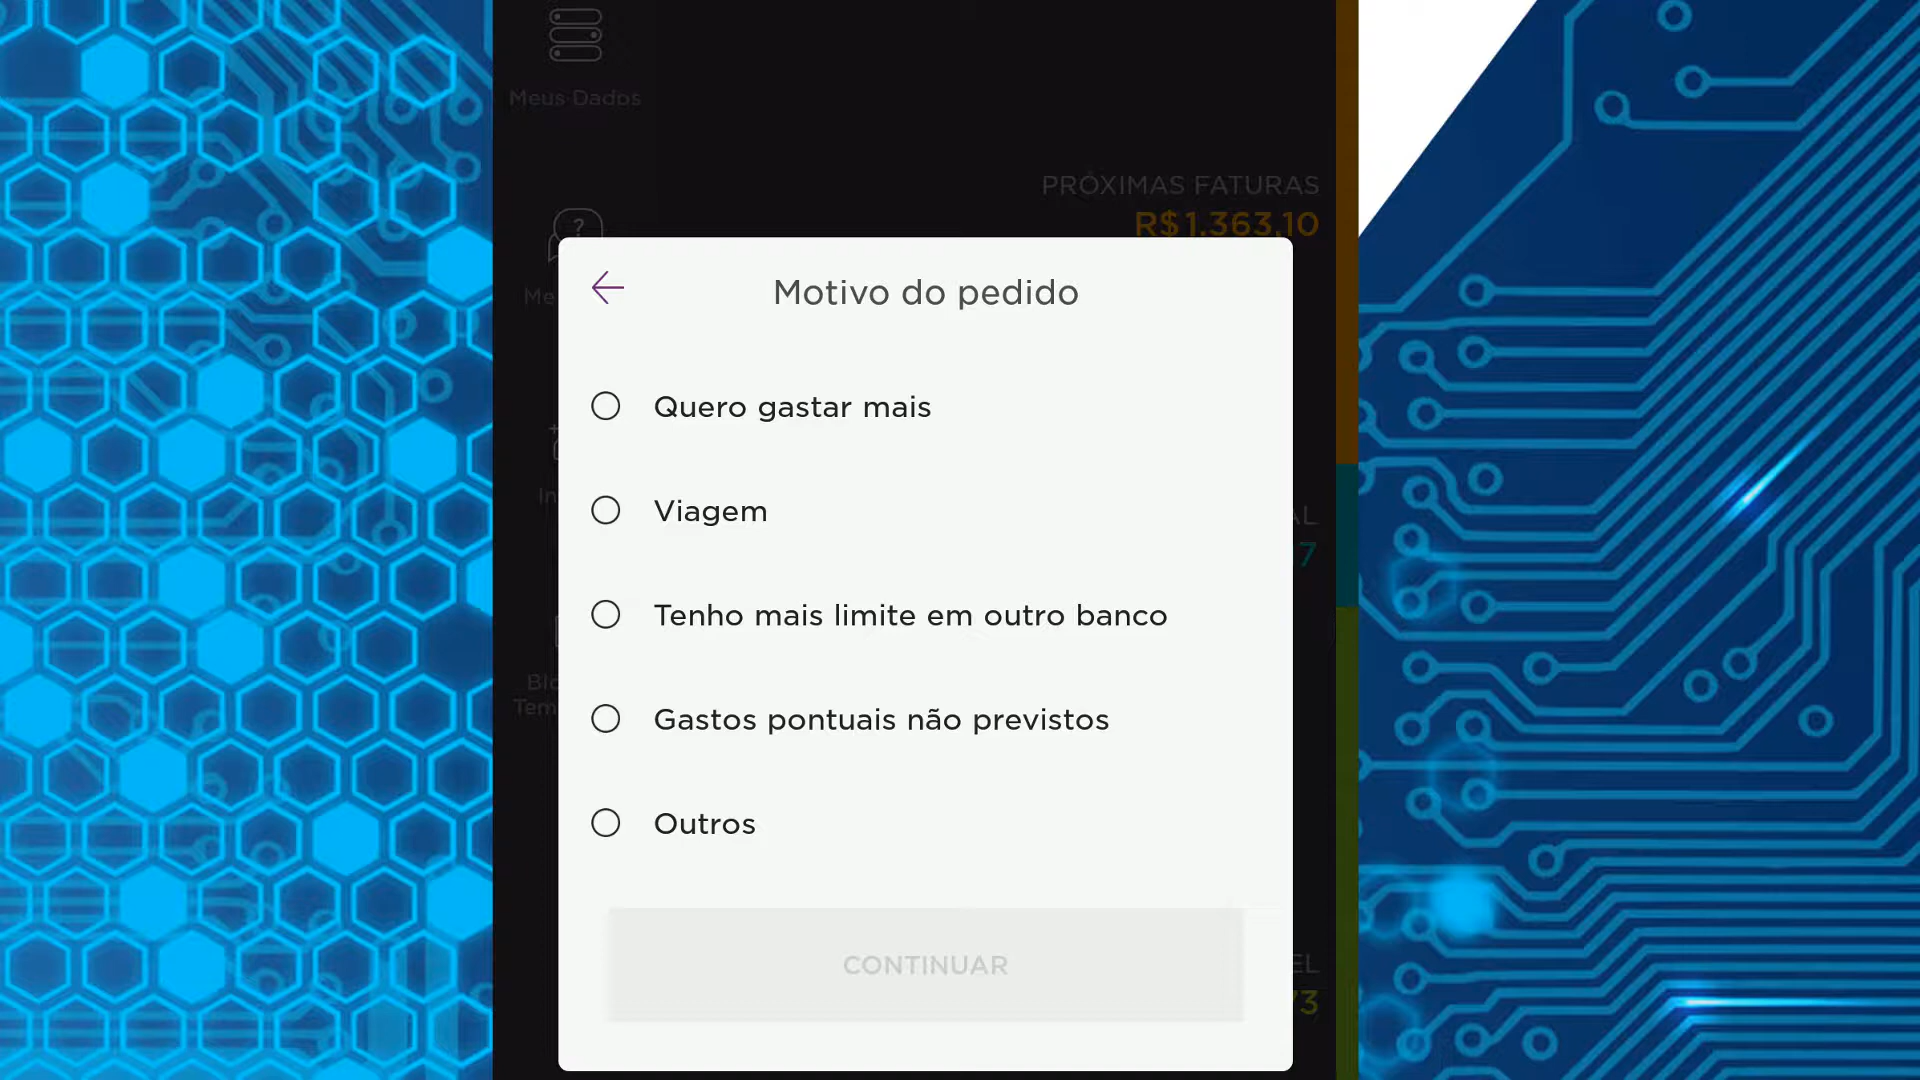 Meus Dados
PRÓXIMAS FATURAS
R$ 1.363,10
?
Motivo do pedido
Quero gastar mais
Viagem
Tenho mais limite em outro banco
Gastos pontuais não previstos
Outros
CONTINUAR